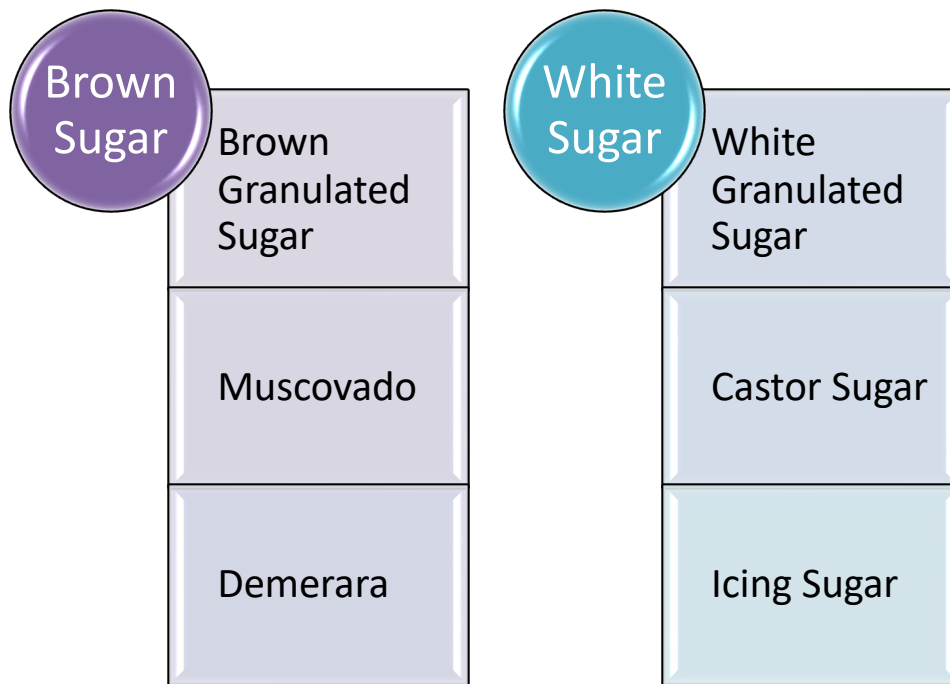 Brown
Sugar
Brown
Granulated
Sugar
Muscovado
Demerara
White
Sugar
White
Granulated
Sugar
Castor Sugar
Icing Sugar